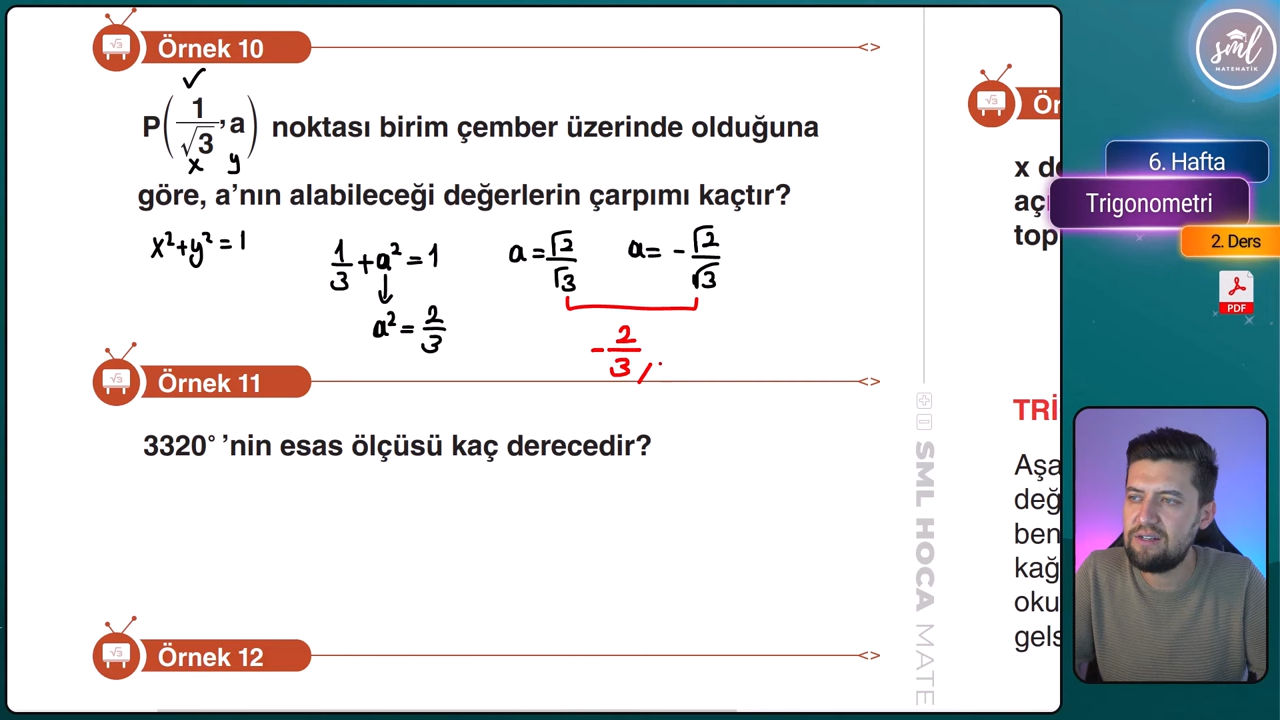 Örnek 10
<>
P(1/√3, a) noktası birim çember üzerinde olduğuna
x y
göre, a'nın alabileceği değerlerin çarpımı kaçtır?
x² + y² = 1
1/3 + a² = 1
a² = 2/3
a = √2/√3
a = -√2/√3
-2/3
Örnek 11
<>
3320° 'nin esas ölçüsü kaç derecedir?
Örnek 12
<>
SML HOCA MATE
Ör
x de
açı
top
TRİ
Aşa
değ
ben
kağ
oku
gels
sml
MATEMATİK
6. Hafta
Trigonometri
2. Ders
PDF